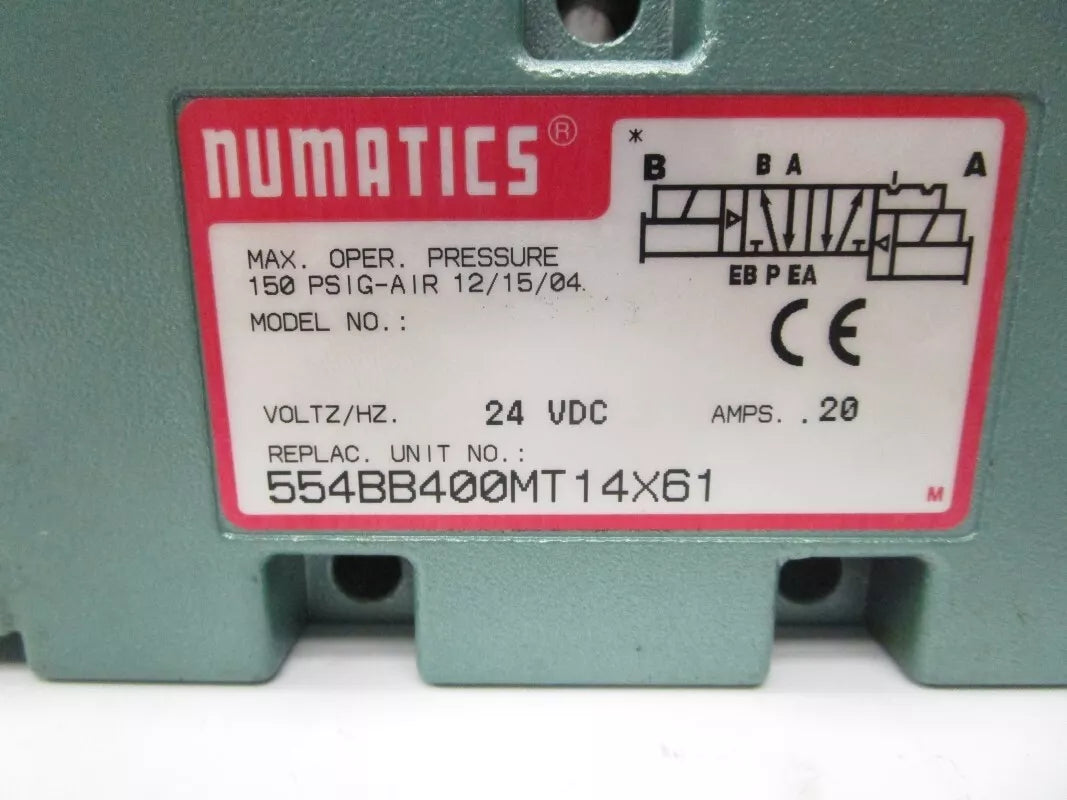 NUMATICS®
*
B B A A
EB P EA
MAX. OPER. PRESSURE
150 PSIG-AIR 12/15/04
MODEL NO.:
CE
VOLTZ/HZ. 24 VDC AMPS. .20
REPLAC. UNIT NO.:
554BB400MT14X61
M